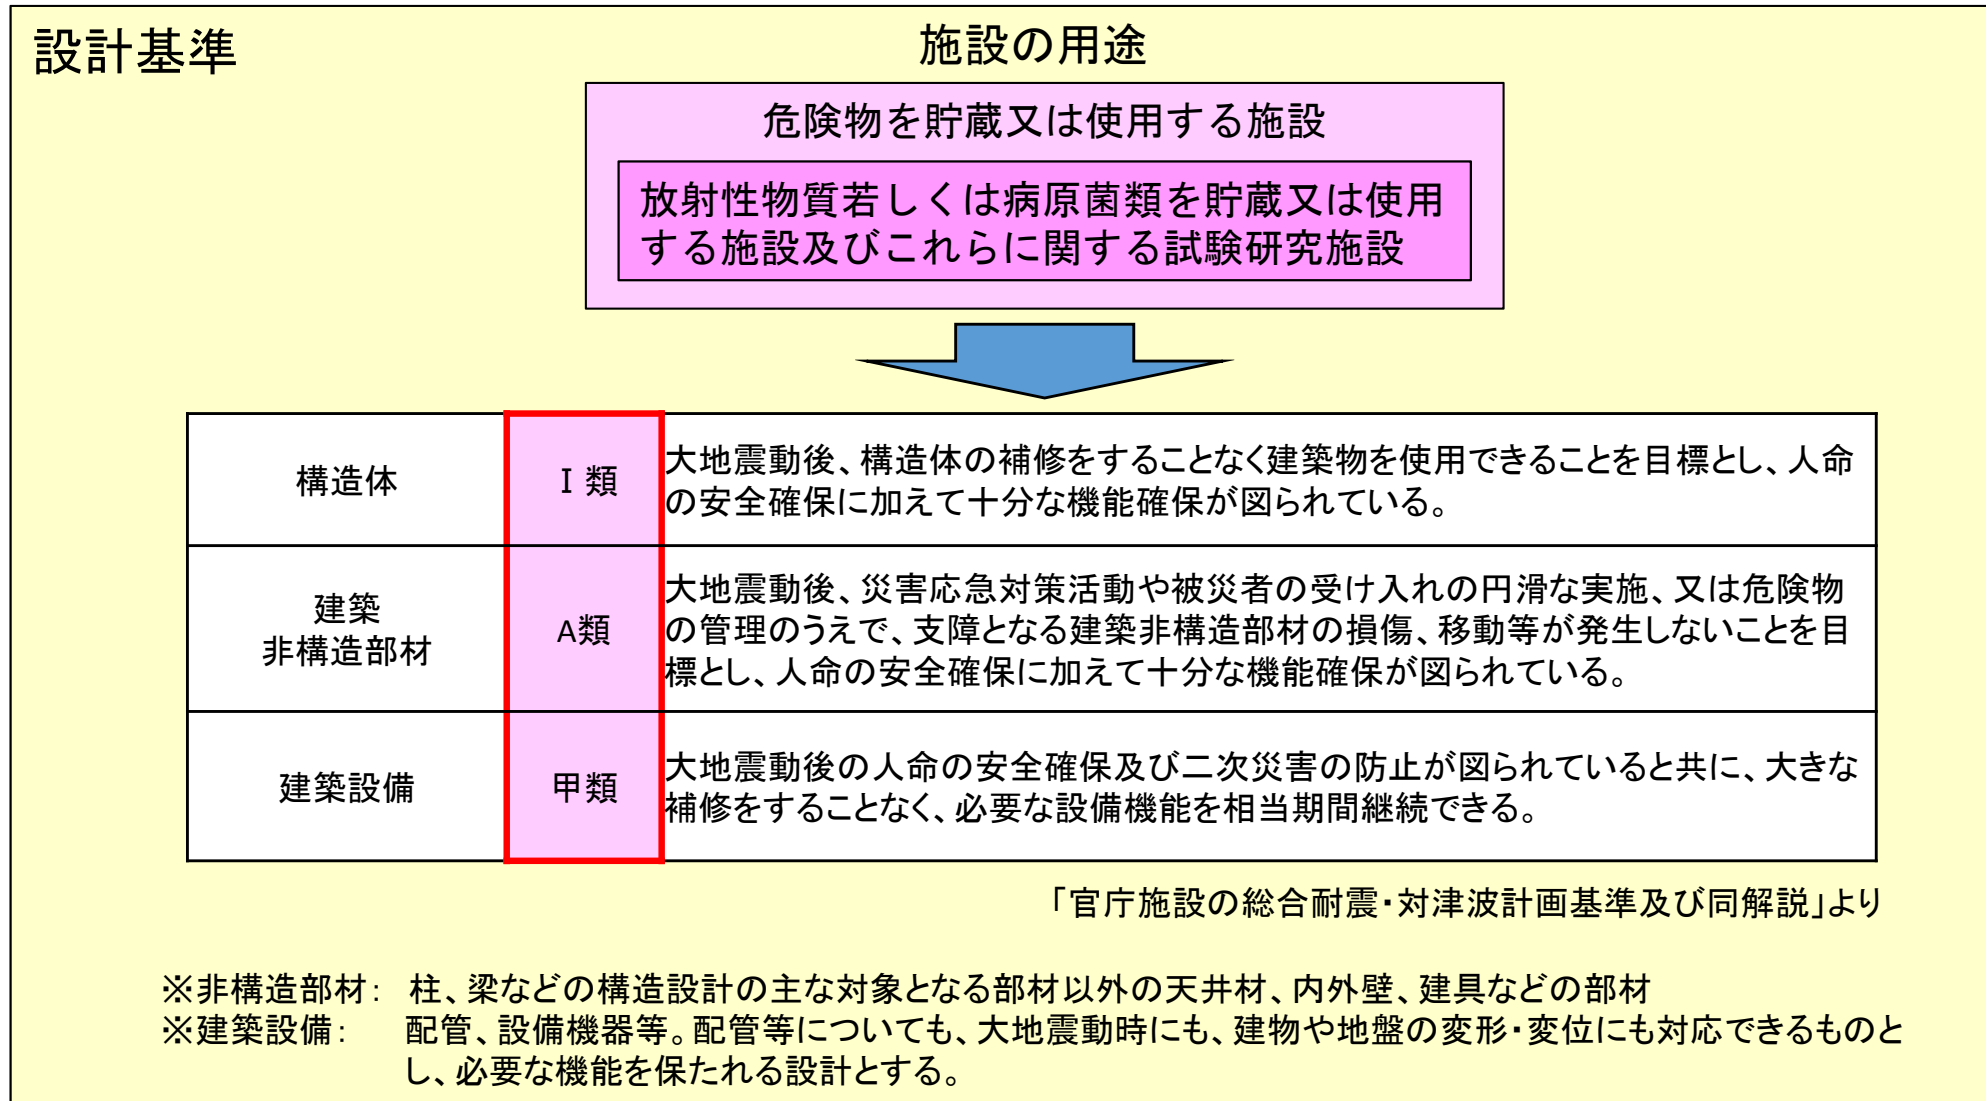 設計基準
施設の用途
危険物を貯蔵又は使用する施設
放射性物質若しくは病原菌類を貯蔵又は使用
する施設及びこれらに関する試験研究施設
構造体
Ⅰ類
大地震動後、構造体の補修をすることなく建築物を使用できることを目標とし、人命
の安全確保に加えて十分な機能確保が図られている。
建築
非構造部材
A類
大地震動後、災害応急対策活動や被災者の受け入れの円滑な実施、又は危険物
の管理のうえで、支障となる建築非構造部材の損傷、移動等が発生しないことを目
標とし、人命の安全確保に加えて十分な機能確保が図られている。
建築設備
甲類
大地震動後の人命の安全確保及び二次災害の防止が図られていると共に、大きな
補修をすることなく、必要な設備機能を相当期間継続できる。
「官庁施設の総合耐震・対津波計画基準及び同解説」より
※非構造部材： 柱、梁などの構造設計の主な対象となる部材以外の天井材、内外壁、建具などの部材
※建築設備： 配管、設備機器等。配管等についても、大地震動時にも、建物や地盤の変形・変位にも対応できるものと
し、必要な機能を保たれる設計とする。